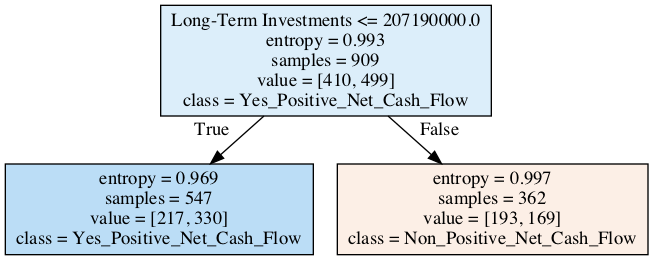 Long-Term Investments <= 207190000.0
entropy = 0.993
samples = 909
value = [410, 499]
class = Yes_Positive_Net_Cash_Flow
True
False
entropy = 0.969
samples = 547
value = [217, 330]
class = Yes_Positive_Net_Cash_Flow
entropy = 0.997
samples = 362
value = [193, 169]
class = Non_Positive_Net_Cash_Flow